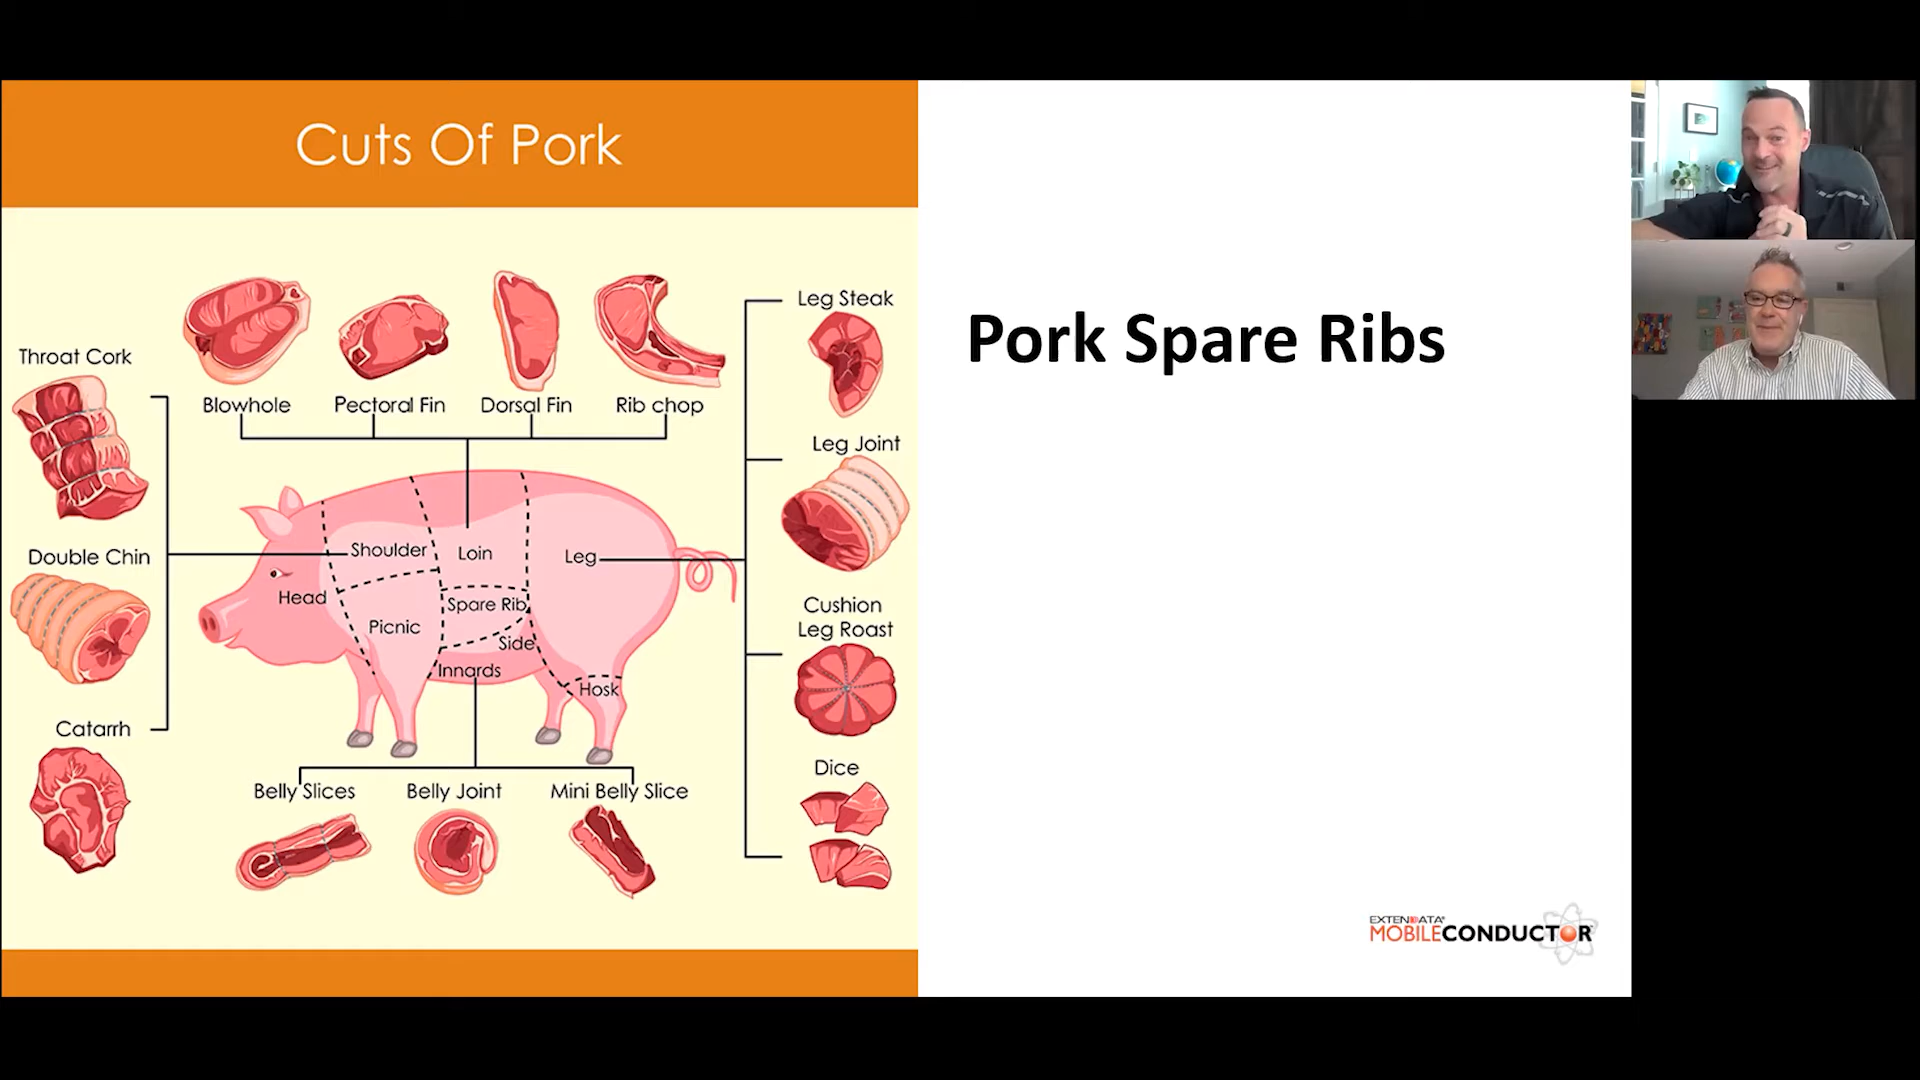 Cuts Of Pork
Throat Cork
Double Chin
Catarrh
Blowhole
Pectoral Fin
Dorsal Fin
Rib chop
Shoulder
Loin
Leg
Head
Spare Rib
Picnic
Side
Innards
Hosk
Belly Slices
Belly Joint
Mini Belly Slice
Leg Steak
Leg Joint
Cushion
Leg Roast
Dice
Pork Spare Ribs
EXTENDATA®
MOBILECONDUCTOR